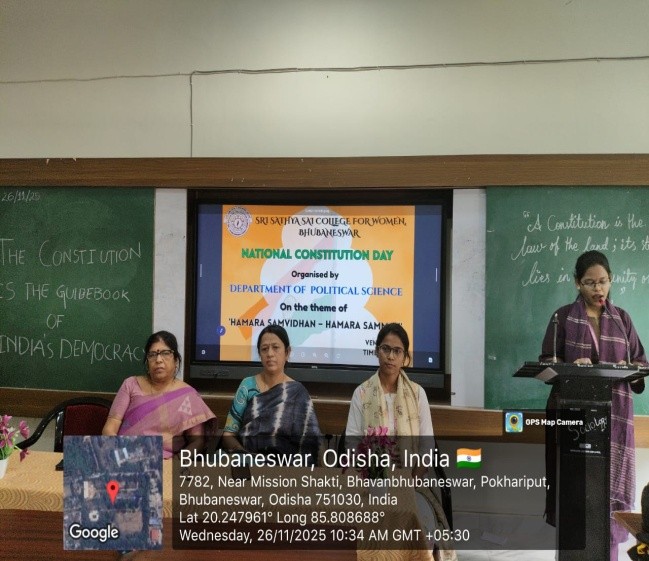 26/11/25
THE CONSTIUTION
IS THE GUIDEBOOK
OF
INDIA'S DEMOCRAC
SRI SATHYA SAI COLLEGE FOR WOMEN,
BHUBANESWAR
NATIONAL CONSTITUTION DAY
Organised by
DEPARTMENT OF POLITICAL SCIENCE
On the theme of
'HAMARA SAMVIDHAN – HAMARA
VEN
TIM
"A Constitution is the
law of the land; its
lies in
GPS Map Camera
Google
Bhubaneswar, Odisha, India
7782, Near Mission Shakti, Bhavanbhubaneswar, Pokhariput,
Bhubaneswar, Odisha 751030, India
Lat 20.247961° Long 85.808688°
Wednesday, 26/11/2025 10:34 AM GMT +05:30